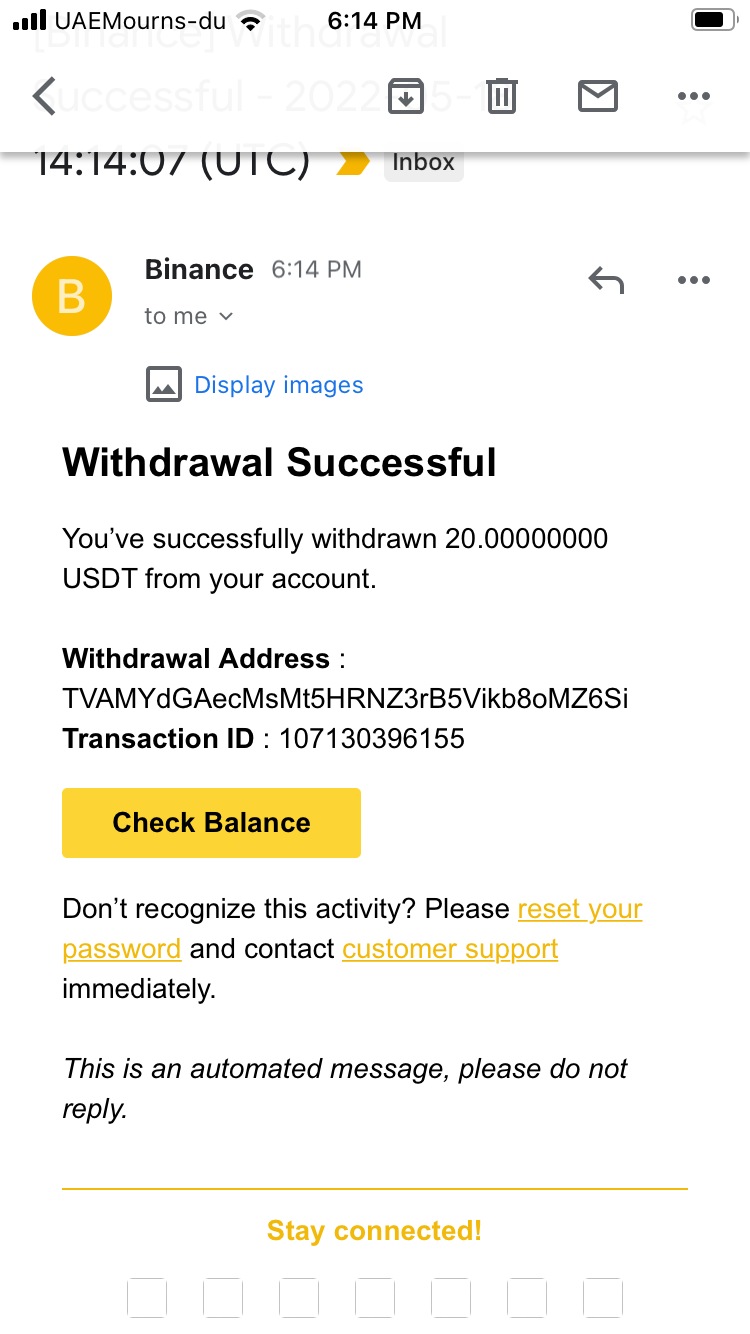 UAEMourns-du 6:14 PM
[Binance] Withdrawal
Successful - 2022
14:14:07 (UTC) Inbox
B
Binance 6:14 PM
to me
Display images
Withdrawal Successful
You’ve successfully withdrawn 20.00000000
USDT from your account.
Withdrawal Address :
TVAMYdGAecMsMt5HRNZ3rB5Vikb8oMZ6Si
Transaction ID : 107130396155
Check Balance
Don’t recognize this activity? Please reset your
password and contact customer support
immediately.
This is an automated message, please do not
reply.
Stay connected!